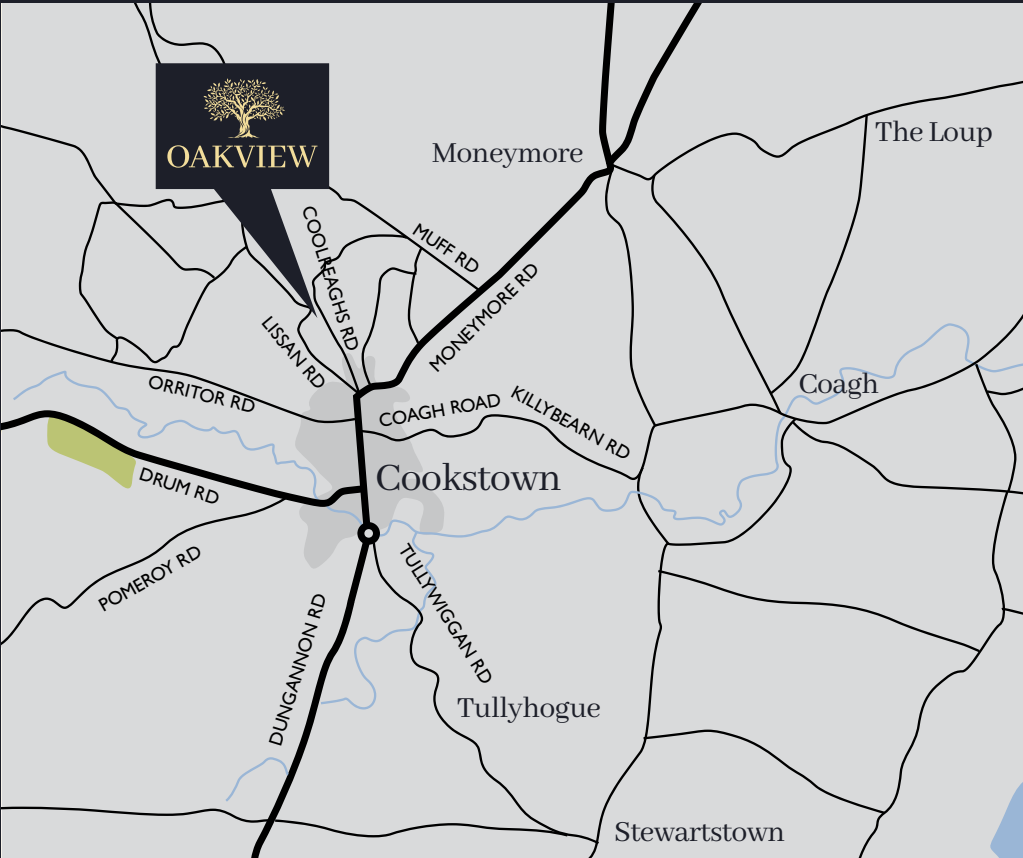 The Loup
Moneymore
OAKVIEW
COOLREAGHS RD
MUFF RD
MONEYMORE RD
LISSAN RD
ORRITOR RD
Coagh
COAGH ROAD
KILLYBEARN RD
Cookstown
DRUM RD
POMEROY RD
TULLYWIGGAN RD
DUNGANNON RD
Tullyhogue
Stewartstown